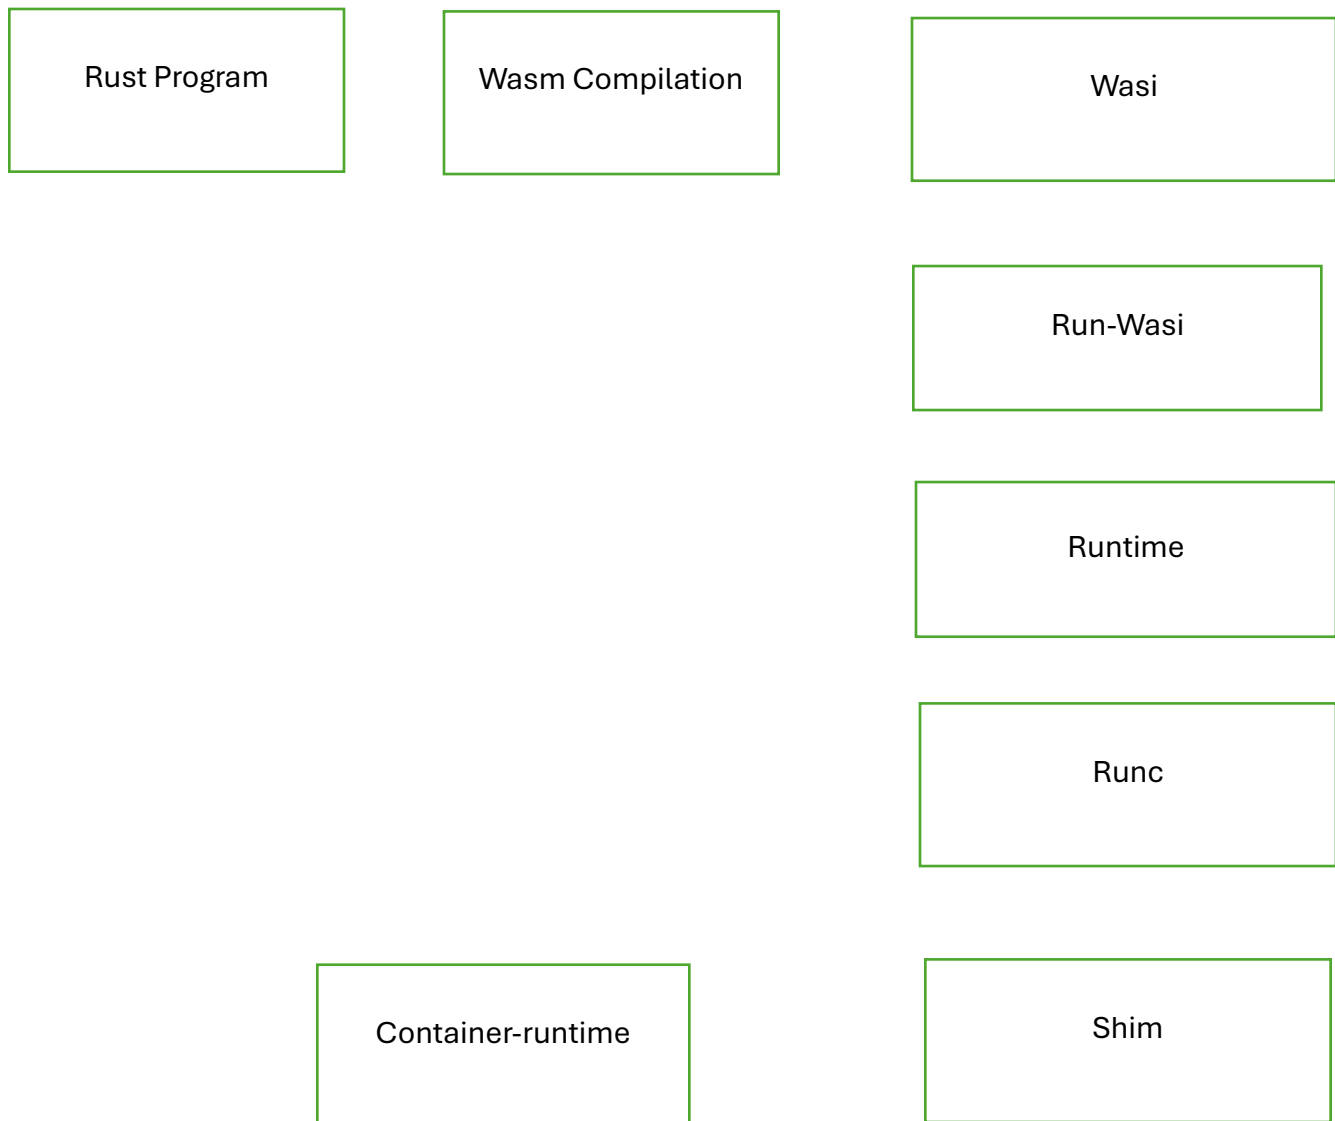 Rust Program
Wasm Compilation
Wasi
Run-Wasi
Runtime
Runc
Container-runtime
Shim